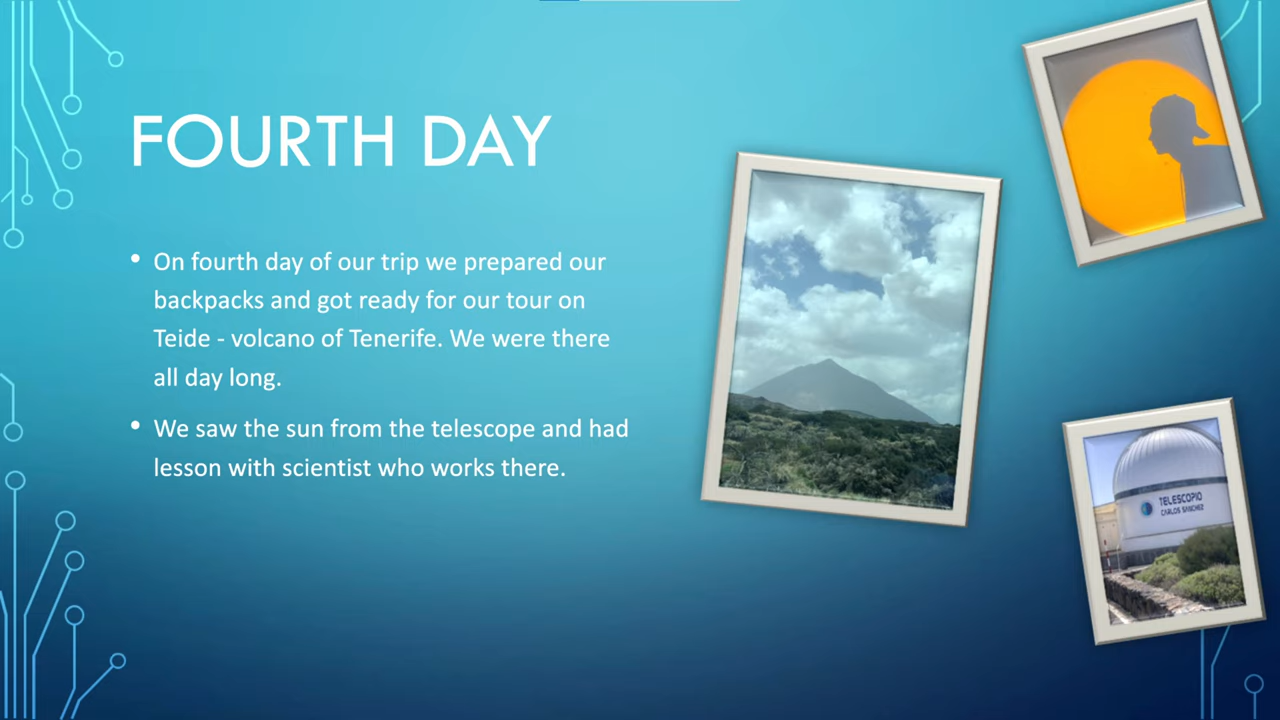 FOURTH DAY
• On fourth day of our trip we prepared our
backpacks and got ready for our tour on
Teide - volcano of Tenerife. We were there
all day long.
• We saw the sun from the telescope and had
lesson with scientist who works there.
TELESCOPIO
CARLOS SÁNCHEZ